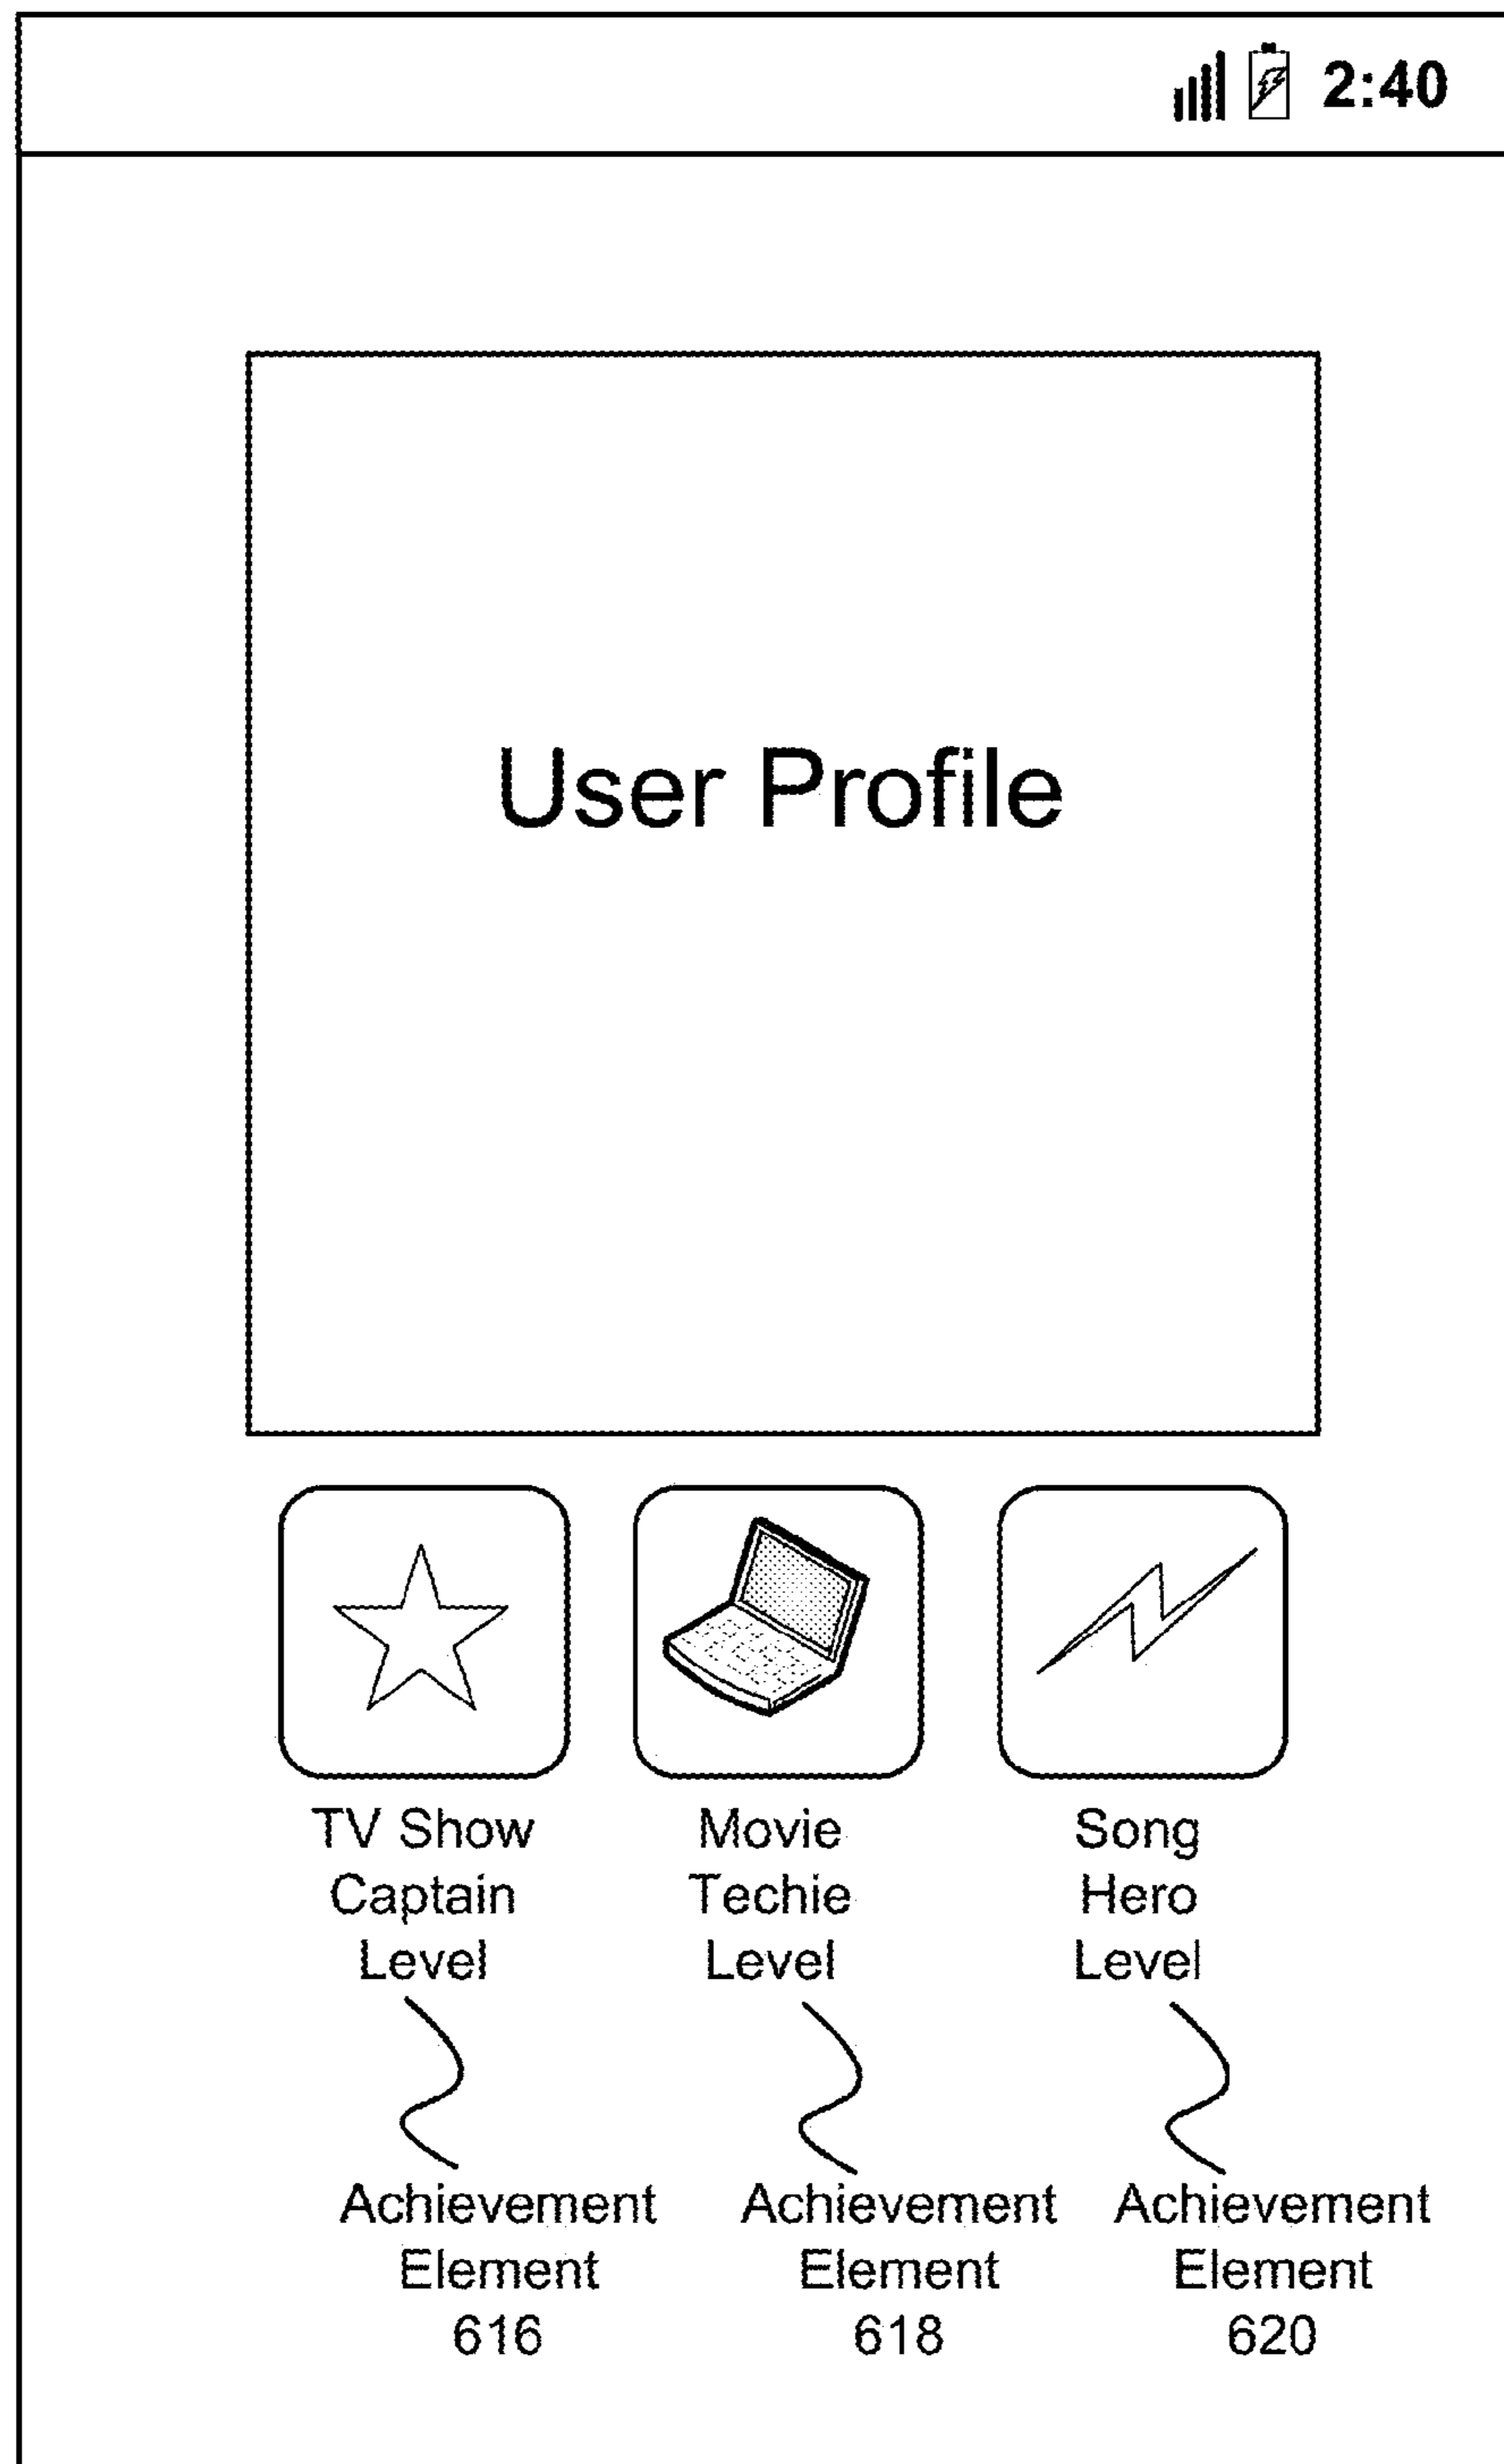 2:40
User Profile
TV Show
Captain
Level
Movie
Techie
Level
Song
Hero
Level
Achievement
Element
616
Achievement
Element
618
Achievement
Element
620